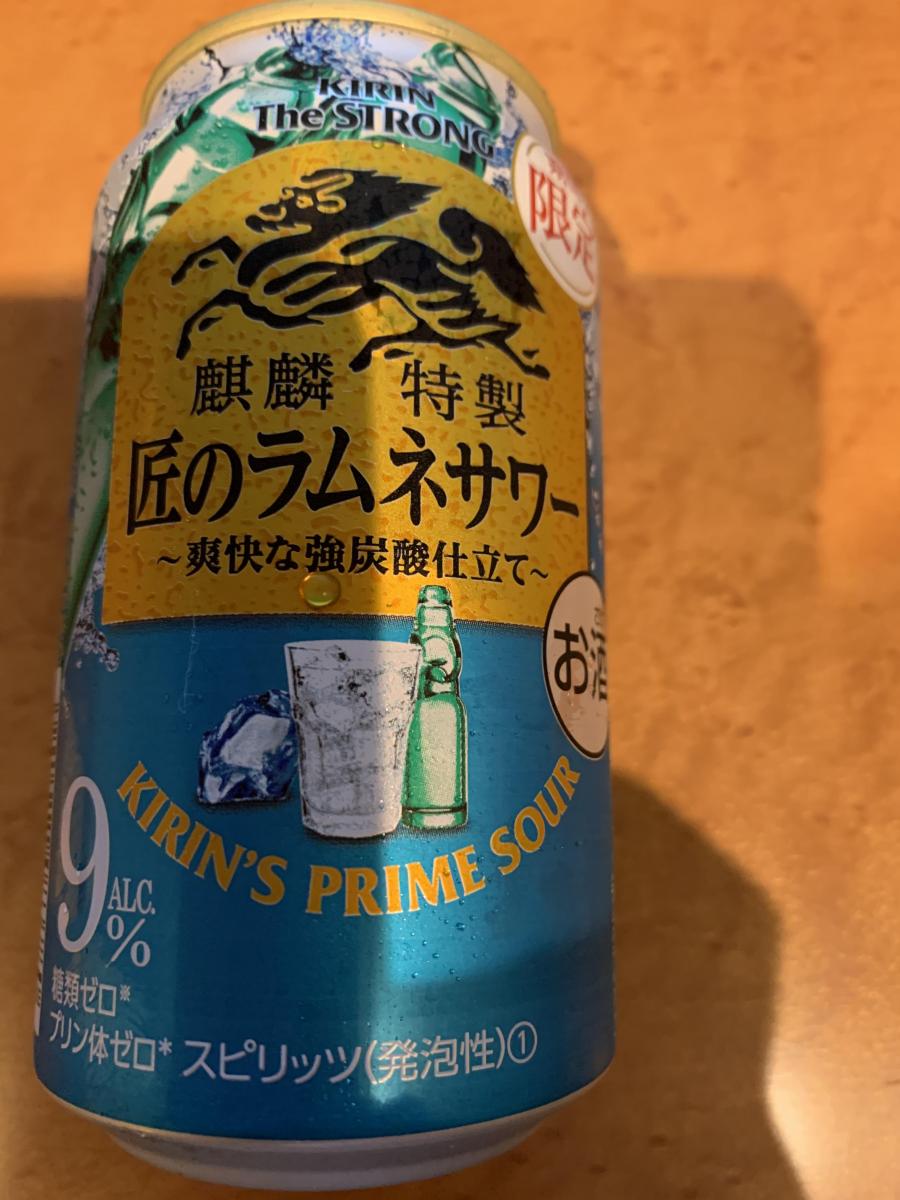 KIRIN
The STRONG
限定
麒麟 特製
匠のラムネサワー
~爽快な強炭酸仕立て~
お酒
KIRIN'S PRIME SOUR
9 ALC. %
糖類ゼロ※
プリン体ゼロ* スピリッツ(発泡性)①